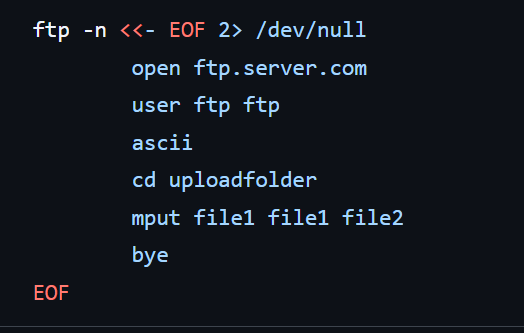 ftp -n <<- EOF 2> /dev/null
open ftp.server.com
user ftp ftp
ascii
cd uploadfolder
mput file1 file1 file2
bye
EOF